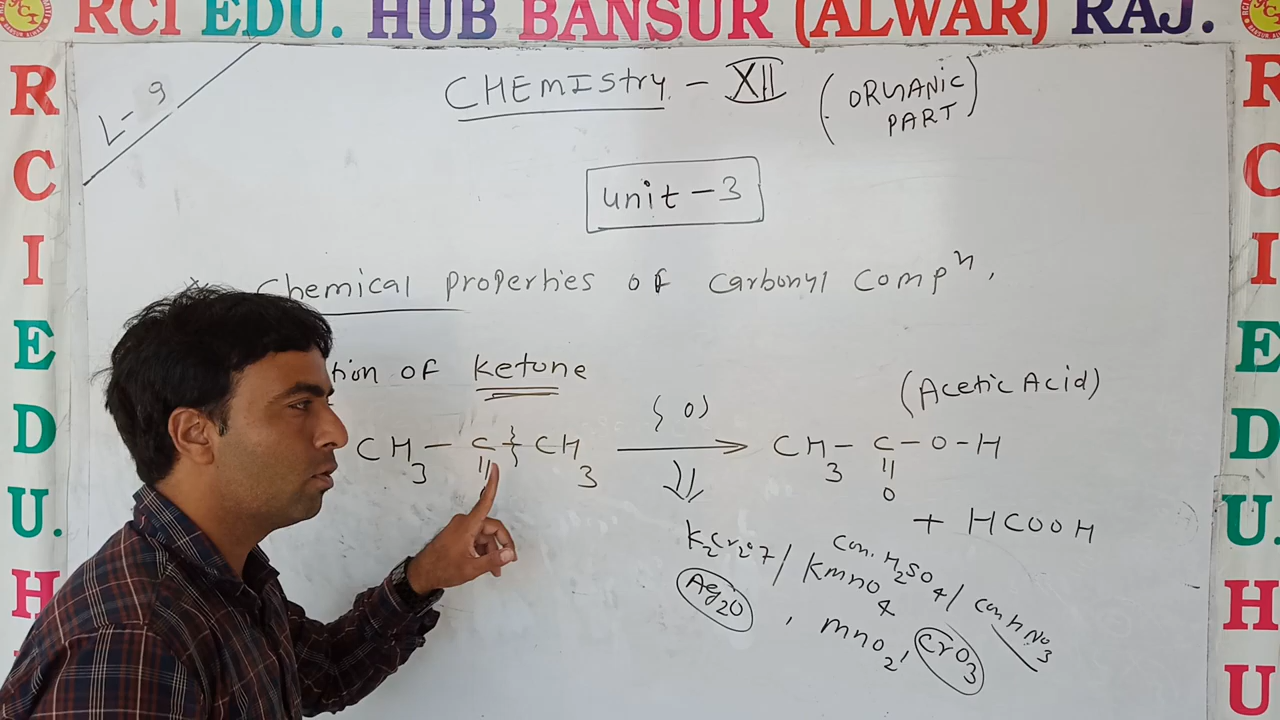 RCI EDU. HUB BANSUR (ALWAR) RAJ.
L-9
CHEMIStry - XII (ORGANIC PART)
Unit-3
Chemical properties of Carbonyl Compⁿ.
tion of Ketone
(Acetic Acid)
CH₃ - C - CH₃
||
(O)
CH₃ - C - O - H
||
O
+ HCOOH
K₂Cr₂O₇ / KmnO₄ / Con. H₂SO₄ / Con HNO₃
Ag₂O , mnO₂, CrO₃
R
C
I
E
D
U.
H
R
C
I
E
D
U.
H
U